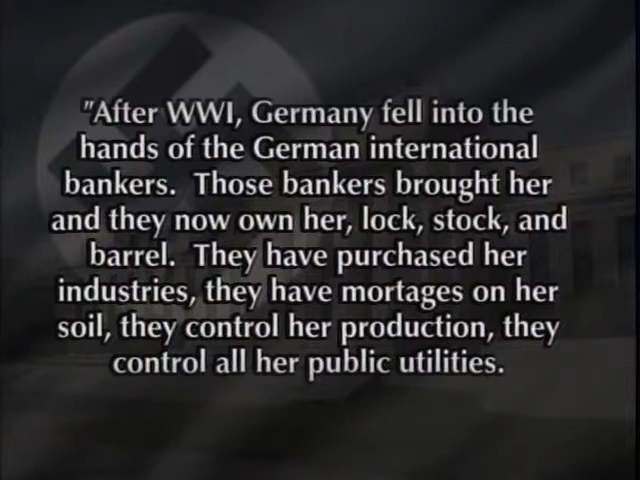 "After WWI, Germany fell into the
hands of the German international
bankers.  Those bankers brought her
and they now own her, lock, stock, and
barrel.  They have purchased her
industries, they have mortages on her
soil, they control her production, they
control all her public utilities.